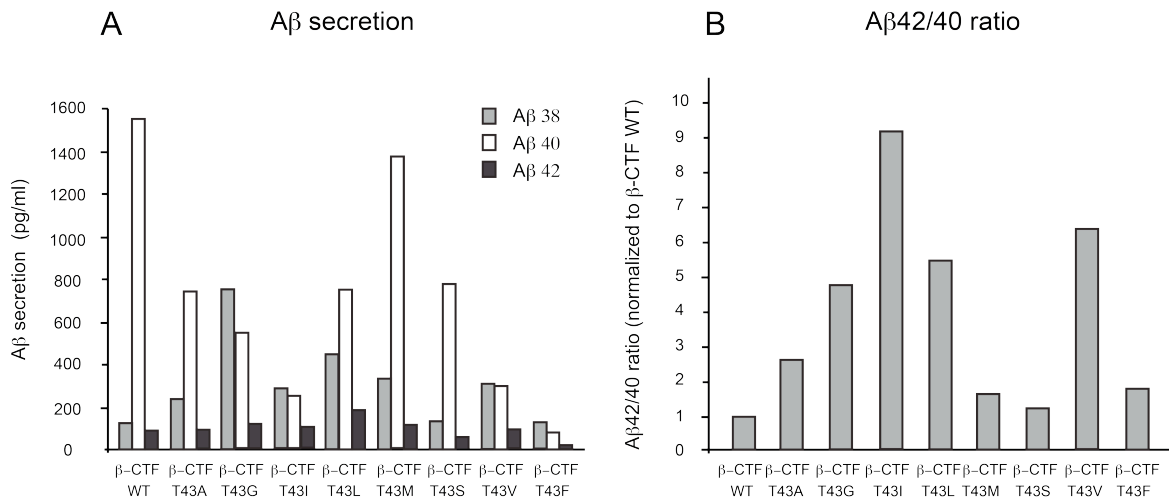 A
Aβ secretion
Aβ secretion (pg/ml)
1600
1400
1200
1000
800
600
400
200
0
Aβ 38
Aβ 40
Aβ 42
β–CTF β–CTF β–CTF β–CTF β–CTF β–CTF β–CTF β–CTF β–CTF
WT T43A T43G T43I T43L T43M T43S T43V T43F
B
Aβ42/40 ratio
Aβ42/40 ratio (normalized to β-CTF WT)
10
9
8
7
6
5
4
3
2
1
0
β–CTF β–CTF β–CTF β–CTF β–CTF β–CTF β–CTF β–CTF β–CTF
WT T43A T43G T43I T43L T43M T43S T43V T43F